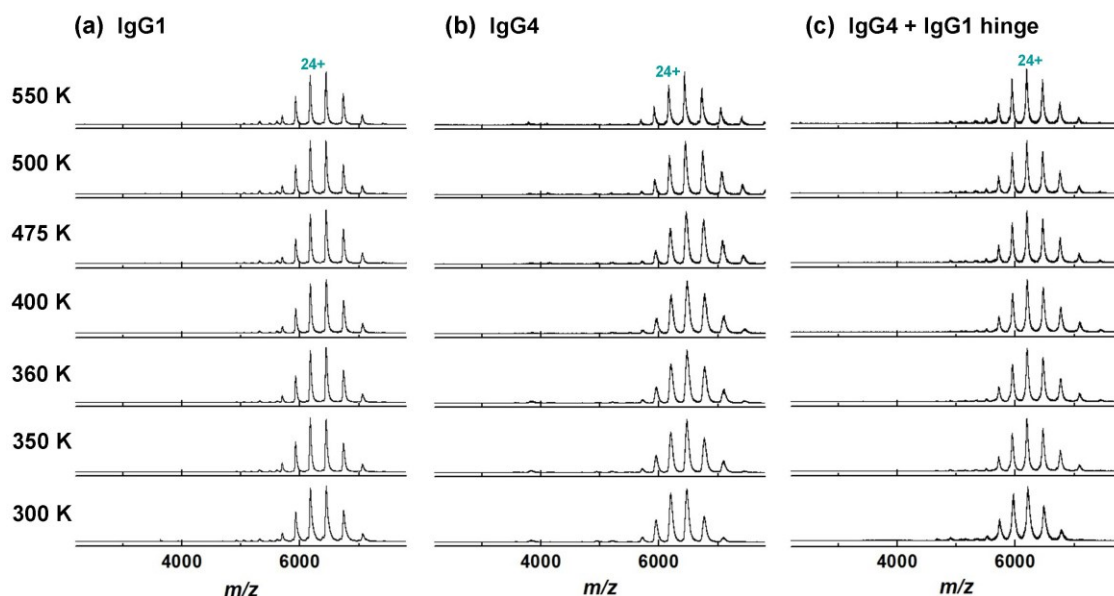 (a) IgG1 (b) IgG4 (c) IgG4 + IgG1 hinge
24+ 24+ 24+
550 K
500 K
475 K
400 K
360 K
350 K
300 K
4000 6000 4000 6000 4000 6000
m/z m/z m/z